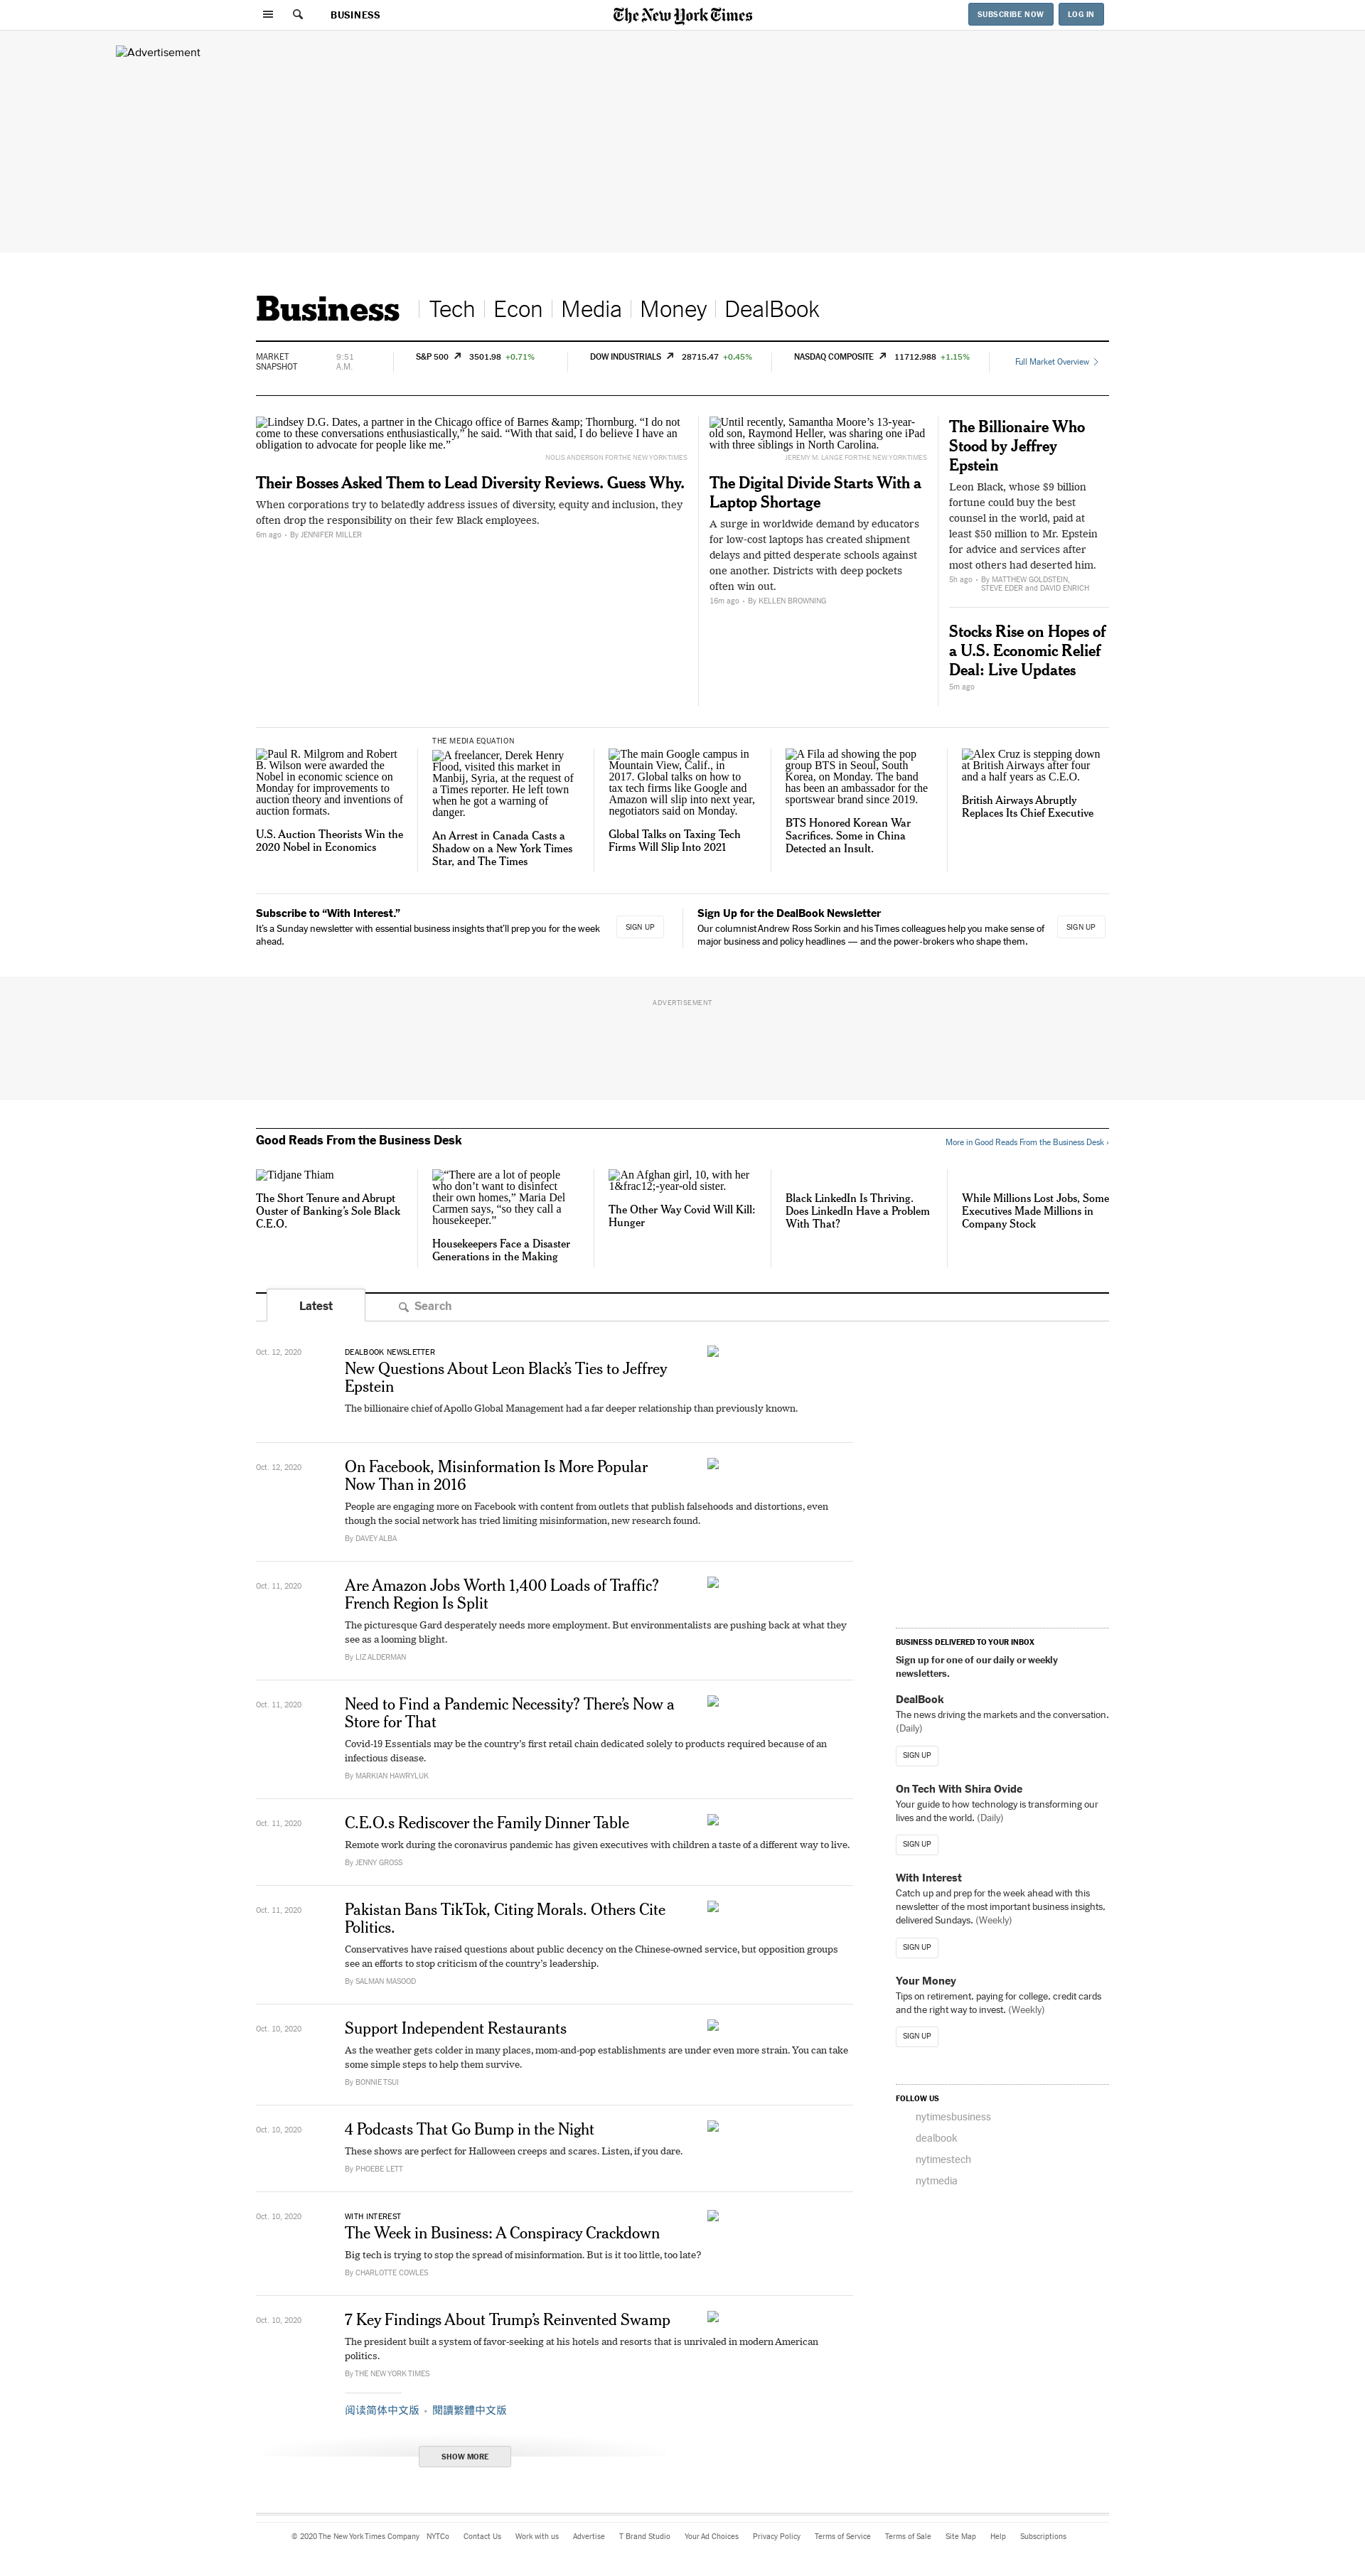 BUSINESS
The New York Times
SUBSCRIBE NOW
LOG IN
Advertisement
Business
Tech
Econ
Media
Money
DealBook
MARKET
SNAPSHOT
9:51
A.M.
S&P 500 3501.98 +0.71%
DOW INDUSTRIALS 28715.47 +0.45%
NASDAQ COMPOSITE 11712.988 +1.15%
Full Market Overview
Lindsey D.G. Dates, a partner in the Chicago office of Barnes &amp; Thornburg. “I do not
come to these conversations enthusiastically,” he said. “With that said, I do believe I have an
obligation to advocate for people like me.”
NOLIS ANDERSON FOR THE NEW YORK TIMES
Their Bosses Asked Them to Lead Diversity Reviews. Guess Why.
When corporations try to belatedly address issues of diversity, equity and inclusion, they
often drop the responsibility on their few Black employees.
6m ago • By JENNIFER MILLER
Until recently, Samantha Moore’s 13-year-
old son, Raymond Heller, was sharing one iPad
with three siblings in North Carolina.
JEREMY M. LANGE FOR THE NEW YORK TIMES
The Digital Divide Starts With a
Laptop Shortage
A surge in worldwide demand by educators
for low-cost laptops has created shipment
delays and pitted desperate schools against
one another. Districts with deep pockets
often win out.
16m ago • By KELLEN BROWNING
The Billionaire Who
Stood by Jeffrey
Epstein
Leon Black, whose $9 billion
fortune could buy the best
counsel in the world, paid at
least $50 million to Mr. Epstein
for advice and services after
most others had deserted him.
5h ago • By MATTHEW GOLDSTEIN,
STEVE EDER and DAVID ENRICH
Stocks Rise on Hopes of
a U.S. Economic Relief
Deal: Live Updates
5m ago
Paul R. Milgrom and Robert
B. Wilson were awarded the
Nobel in economic science on
Monday for improvements to
auction theory and inventions of
auction formats.
U.S. Auction Theorists Win the
2020 Nobel in Economics
THE MEDIA EQUATION
A freelancer, Derek Henry
Flood, visited this market in
Manbij, Syria, at the request of
a Times reporter. He left town
when he got a warning of
danger.
An Arrest in Canada Casts a
Shadow on a New York Times
Star, and The Times
The main Google campus in
Mountain View, Calif., in
2017. Global talks on how to
tax tech firms like Google and
Amazon will slip into next year,
negotiators said on Monday.
Global Talks on Taxing Tech
Firms Will Slip Into 2021
A Fila ad showing the pop
group BTS in Seoul, South
Korea, on Monday. The band
has been an ambassador for the
sportswear brand since 2019.
BTS Honored Korean War
Sacrifices. Some in China
Detected an Insult.
Alex Cruz is stepping down
at British Airways after four
and a half years as C.E.O.
British Airways Abruptly
Replaces Its Chief Executive
Subscribe to “With Interest.”
It’s a Sunday newsletter with essential business insights that’ll prep you for the week
ahead.
SIGN UP
Sign Up for the DealBook Newsletter
Our columnist Andrew Ross Sorkin and his Times colleagues help you make sense of
major business and policy headlines — and the power-brokers who shape them.
SIGN UP
ADVERTISEMENT
Good Reads From the Business Desk
More in Good Reads From the Business Desk ›
Tidjane Thiam
The Short Tenure and Abrupt
Ouster of Banking’s Sole Black
C.E.O.
“There are a lot of people
who don’t want to disinfect
their own homes,” Maria Del
Carmen says, “so they call a
housekeeper.”
Housekeepers Face a Disaster
Generations in the Making
An Afghan girl, 10, with her
1&frac12;-year-old sister.
The Other Way Covid Will Kill:
Hunger
Black LinkedIn Is Thriving.
Does LinkedIn Have a Problem
With That?
While Millions Lost Jobs, Some
Executives Made Millions in
Company Stock
Latest
Search
Oct. 12, 2020
DEALBOOK NEWSLETTER
New Questions About Leon Black’s Ties to Jeffrey
Epstein
The billionaire chief of Apollo Global Management had a far deeper relationship than previously known.
Oct. 12, 2020
On Facebook, Misinformation Is More Popular
Now Than in 2016
People are engaging more on Facebook with content from outlets that publish falsehoods and distortions, even
though the social network has tried limiting misinformation, new research found.
By DAVEY ALBA
Oct. 11, 2020
Are Amazon Jobs Worth 1,400 Loads of Traffic?
French Region Is Split
The picturesque Gard desperately needs more employment. But environmentalists are pushing back at what they
see as a looming blight.
By LIZ ALDERMAN
Oct. 11, 2020
Need to Find a Pandemic Necessity? There’s Now a
Store for That
Covid-19 Essentials may be the country’s first retail chain dedicated solely to products required because of an
infectious disease.
By MARKIAN HAWRYLUK
Oct. 11, 2020
C.E.O.s Rediscover the Family Dinner Table
Remote work during the coronavirus pandemic has given executives with children a taste of a different way to live.
By JENNY GROSS
Oct. 11, 2020
Pakistan Bans TikTok, Citing Morals. Others Cite
Politics.
Conservatives have raised questions about public decency on the Chinese-owned service, but opposition groups
see an efforts to stop criticism of the country’s leadership.
By SALMAN MASOOD
Oct. 10, 2020
Support Independent Restaurants
As the weather gets colder in many places, mom-and-pop establishments are under even more strain. You can take
some simple steps to help them survive.
By BONNIE TSUI
Oct. 10, 2020
4 Podcasts That Go Bump in the Night
These shows are perfect for Halloween creeps and scares. Listen, if you dare.
By PHOEBE LETT
Oct. 10, 2020
WITH INTEREST
The Week in Business: A Conspiracy Crackdown
Big tech is trying to stop the spread of misinformation. But is it too little, too late?
By CHARLOTTE COWLES
Oct. 10, 2020
7 Key Findings About Trump’s Reinvented Swamp
The president built a system of favor-seeking at his hotels and resorts that is unrivaled in modern American
politics.
By THE NEW YORK TIMES
阅读简体中文版 • 閱讀繁體中文版
SHOW MORE
BUSINESS DELIVERED TO YOUR INBOX
Sign up for one of our daily or weekly
newsletters.
DealBook
The news driving the markets and the conversation.
(Daily)
SIGN UP
On Tech With Shira Ovide
Your guide to how technology is transforming our
lives and the world. (Daily)
SIGN UP
With Interest
Catch up and prep for the week ahead with this
newsletter of the most important business insights,
delivered Sundays. (Weekly)
SIGN UP
Your Money
Tips on retirement, paying for college, credit cards
and the right way to invest. (Weekly)
SIGN UP
FOLLOW US
nytimesbusiness
dealbook
nytimestech
nytmedia
© 2020 The New York Times Company NYTCo Contact Us Work with us Advertise T Brand Studio Your Ad Choices Privacy Policy Terms of Service Terms of Sale Site Map Help Subscriptions